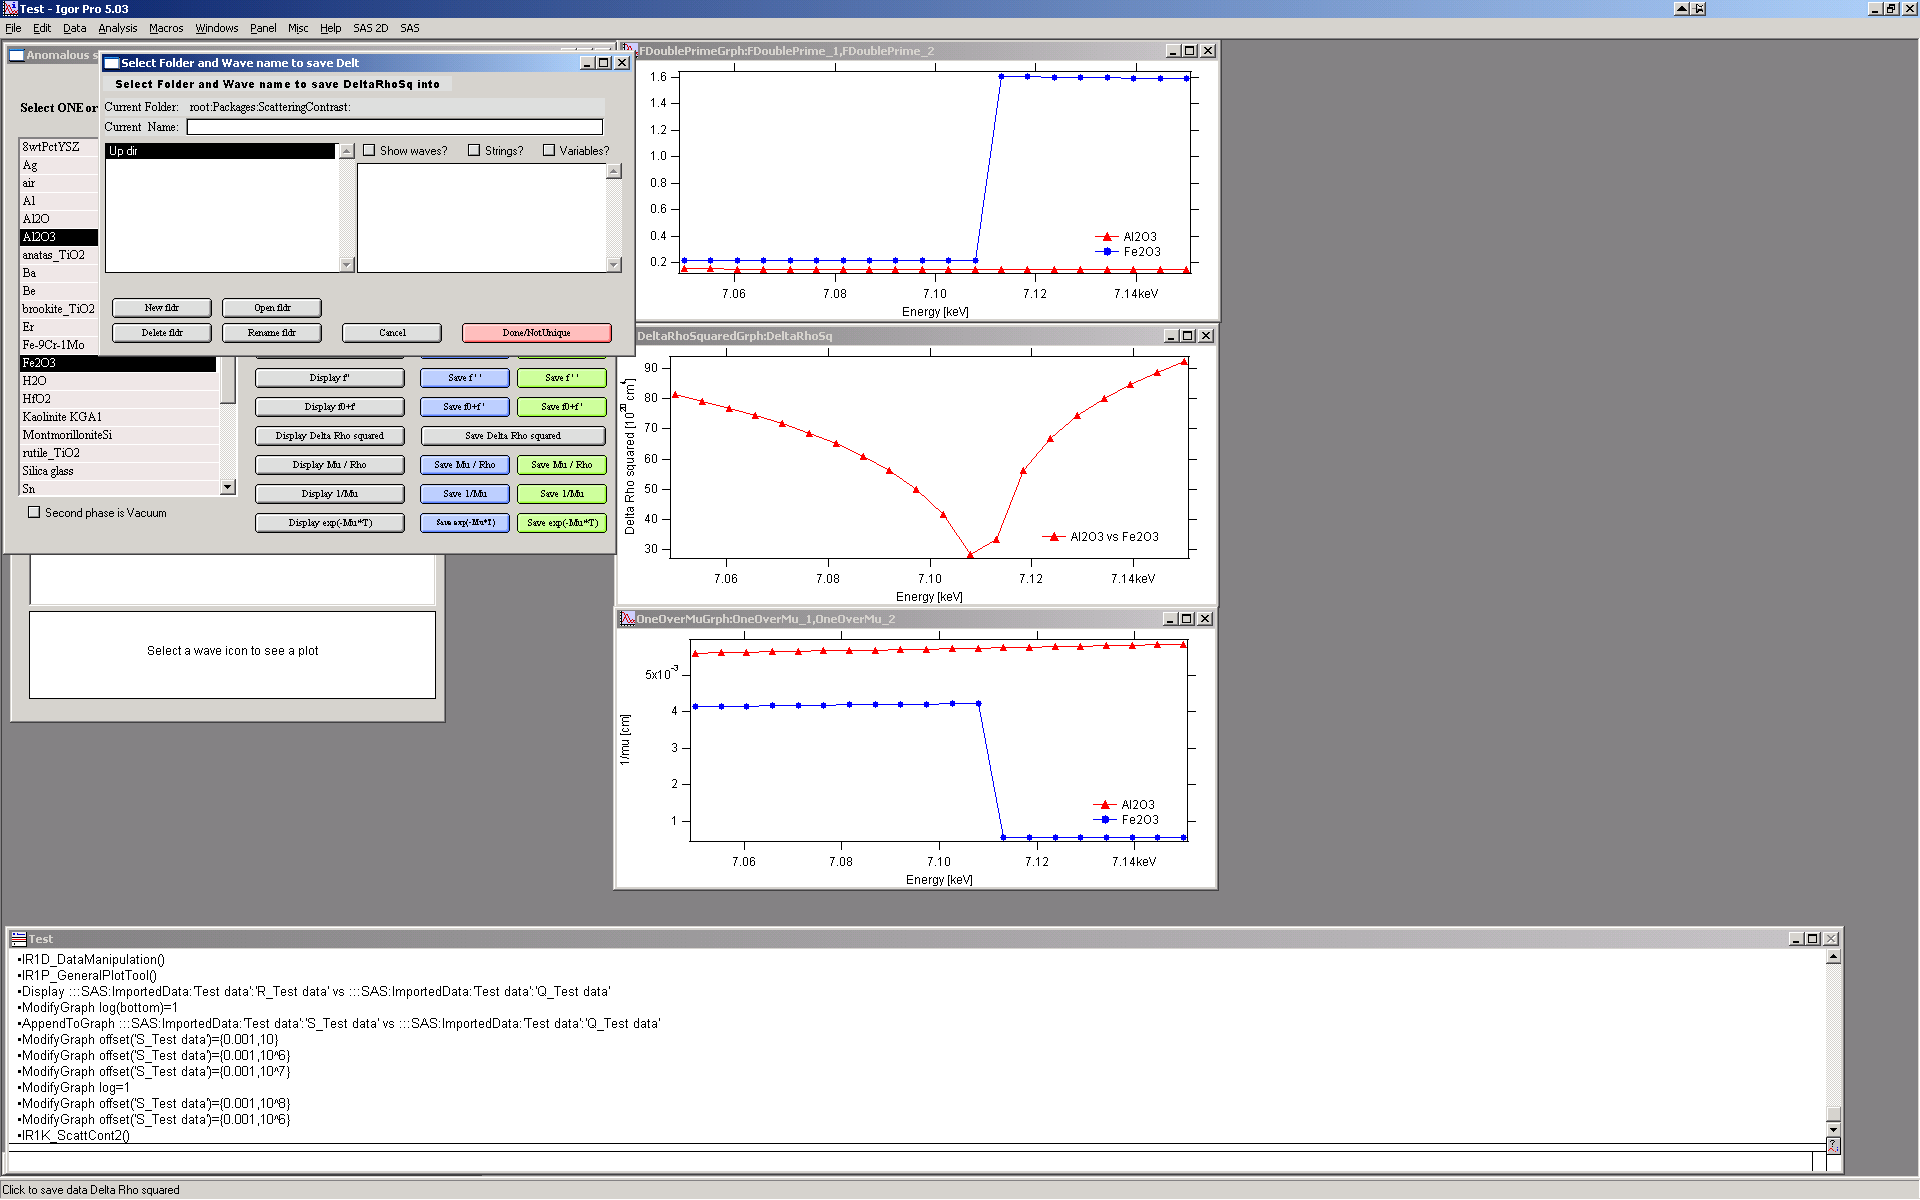 Test - Igor Pro 5.03
File Edit Data Analysis Macros Windows Panel Misc Help SAS 2D SAS
Anomalous s
Select ONE or
8wtPctYSZ
Ag
air
Al
Al2O
Al2O3
anatas_TiO2
Ba
Be
brookite_TiO2
Er
Fe-9Cr-1Mo
Fe2O3
H2O
HfO2
Kaolinite KGA1
MontmorilloniteSi
rutile_TiO2
Silica glass
Sn
Second phase is Vacuum
Select Folder and Wave name to save Delt
Select Folder and Wave name to save DeltaRhoSq into
Current Folder: root:Packages:ScatteringContrast:
Current Name:
Up dir
Show waves? Strings? Variables?
New fldr Open fldr
Delete fldr Rename fldr Cancel Done/NotUnique
Display f" Save f ' ' Save f ' '
Display f0+f' Save f0+f ' Save f0+f '
Display Delta Rho squared Save Delta Rho squared
Display Mu / Rho Save Mu / Rho Save Mu / Rho
Display 1/Mu Save 1/Mu Save 1/Mu
Display exp(-Mu*T) Save exp(-Mu*T) Save exp(-Mu*T)
Select a wave icon to see a plot
FDoublePrimeGrph:FDoublePrime_1,FDoublePrime_2
1.6
1.4
1.2
1.0
0.8
0.6
0.4
0.2
Al2O3
Fe2O3
7.06 7.08 7.10 7.12 7.14keV
Energy [keV]
DeltaRhoSquaredGrph:DeltaRhoSq
Delta Rho squared [10^20 cm^-4]
90
80
70
60
50
40
30
Al2O3 vs Fe2O3
7.06 7.08 7.10 7.12 7.14keV
Energy [keV]
OneOverMuGrph:OneOverMu_1,OneOverMu_2
1/mu [cm]
5x10^-3
4
3
2
1
Al2O3
Fe2O3
7.06 7.08 7.10 7.12 7.14keV
Energy [keV]
Test
•IR1D_DataManipulation()
•IR1P_GeneralPlotTool()
•Display :::SAS:ImportedData:'Test data':'R_Test data' vs :::SAS:ImportedData:'Test data':'Q_Test data'
•ModifyGraph log(bottom)=1
•AppendToGraph :::SAS:ImportedData:'Test data':'S_Test data' vs :::SAS:ImportedData:'Test data':'Q_Test data'
•ModifyGraph offset('S_Test data')={0.001,10}
•ModifyGraph offset('S_Test data')={0.001,10^6}
•ModifyGraph offset('S_Test data')={0.001,10^7}
•ModifyGraph log=1
•ModifyGraph offset('S_Test data')={0.001,10^8}
•ModifyGraph offset('S_Test data')={0.001,10^6}
•IR1K_ScattCont2()
Click to save data Delta Rho squared